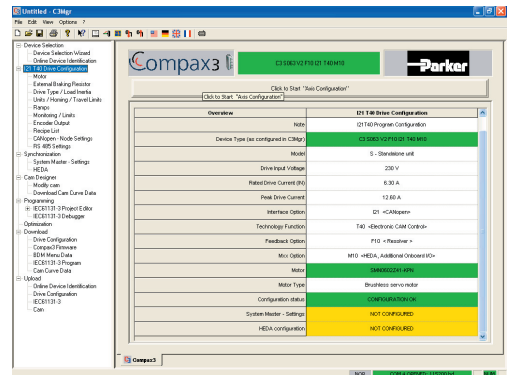 Untitled - C3Mgr
File Edit View Options ?
Device Selection
Device Selection Wizard
Online Device Identification
I21 T40 Drive Configuration
Motor
External Braking Resistor
Drive Type / Load Inertia
Units / Homing / Travel Limits
Ramps
Monitoring / Limits
Encoder Output
Recipe List
CANopen - Node Settings
RS 485 Settings
Synchronization
System Master - Settings
HEDA
Cam Designer
Modify cam
Download Cam Curve Data
Programming
IEC61131-3 Project Editor
IEC61131-3 Debugger
Optimization
Download
Drive Configuration
Compax3 Firmware
BDM Menu Data
IEC61131-3 Program
Cam Curve Data
Upload
Online Device Identification
Drive Configuration
IEC61131-3
Cam
Compax3
C3 S063 V2 F10 I21 T40 M10
Parker
Click to Start "Axis Configuration"
Click to Start "Axis Configuration"
Overview I21 T40 Drive Configuration
Note I21T40 Program Configuration
Device Type (as configured in C3Mgr) C3 S063 V2 F10 I21 T40 M10
Model S - Standalone unit
Drive Input Voltage 230 V
Rated Drive Current (IN) 6.30 A
Peak Drive Current 12.60 A
Interface Option I21 <CANopen>
Technology Function T40 <Electronic CAM Control>
Feedback Option F10 < Resolver >
Mxx Option M10 <HEDA, Additional Onboard I/O>
Motor SMN0602Z41-KPN
Motor Type Brushless servo motor
Configuration status CONFIGURATION OK
System Master - Settings NOT CONFIGURED
HEDA configuration NOT CONFIGURED
Compax3
NOR